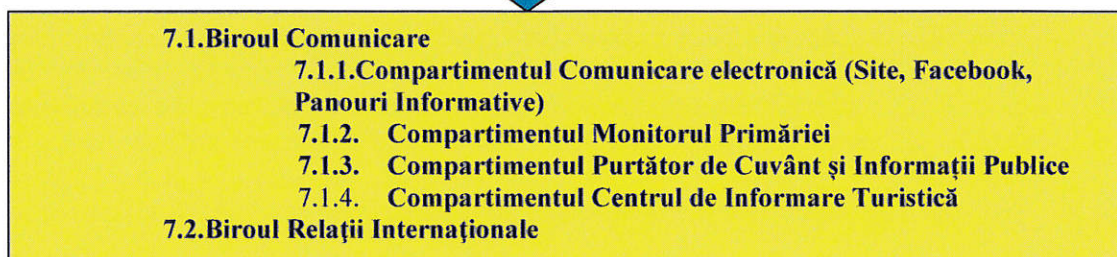 7.1.Biroul Comunicare
7.1.1.Compartimentul Comunicare electronică (Site, Facebook,
Panouri Informative)
7.1.2. Compartimentul Monitorul Primăriei
7.1.3. Compartimentul Purtător de Cuvânt și Informații Publice
7.1.4. Compartimentul Centrul de Informare Turistică
7.2.Biroul Relaţii Internaţionale